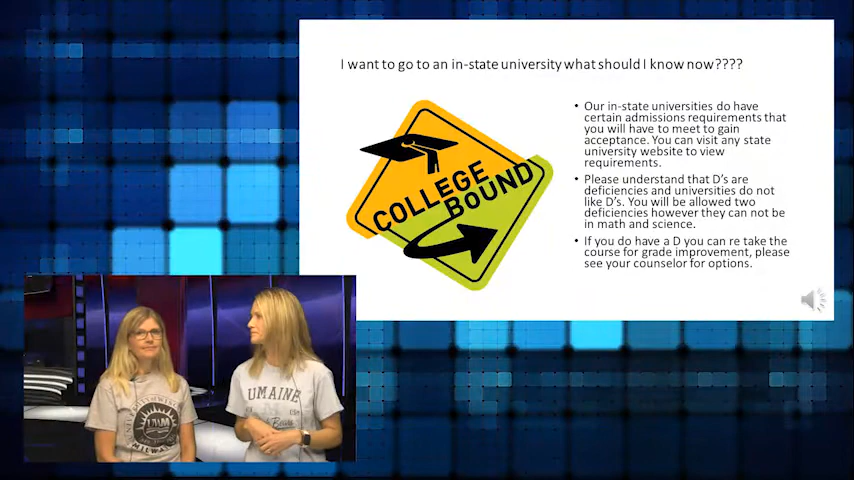 I want to go to an in-state university what should I know now????
COLLEGE
BOUND
• Our in-state universities do have
certain admissions requirements that
you will have to meet to gain
acceptance. You can visit any state
university website to view
requirements.
• Please understand that D's are
deficiencies and universities do not
like D's. You will be allowed two
deficiencies however they can not be
in math and science.
• If you do have a D you can re take the
course for grade improvement, please
see your counselor for options.
UWM
MILWA
UMAINE